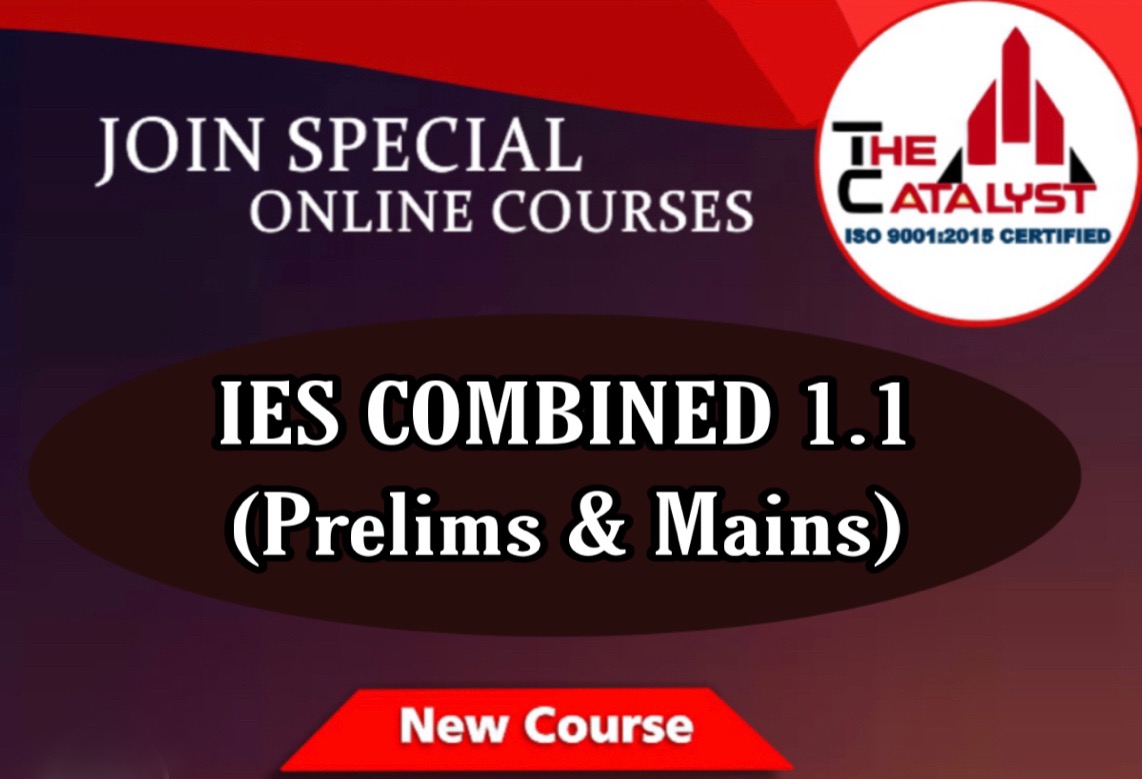 JOIN SPECIAL
ONLINE COURSES
THE
CATALYST
ISO 9001:2015 CERTIFIED
IES COMBINED 1.1
(Prelims & Mains)
New Course